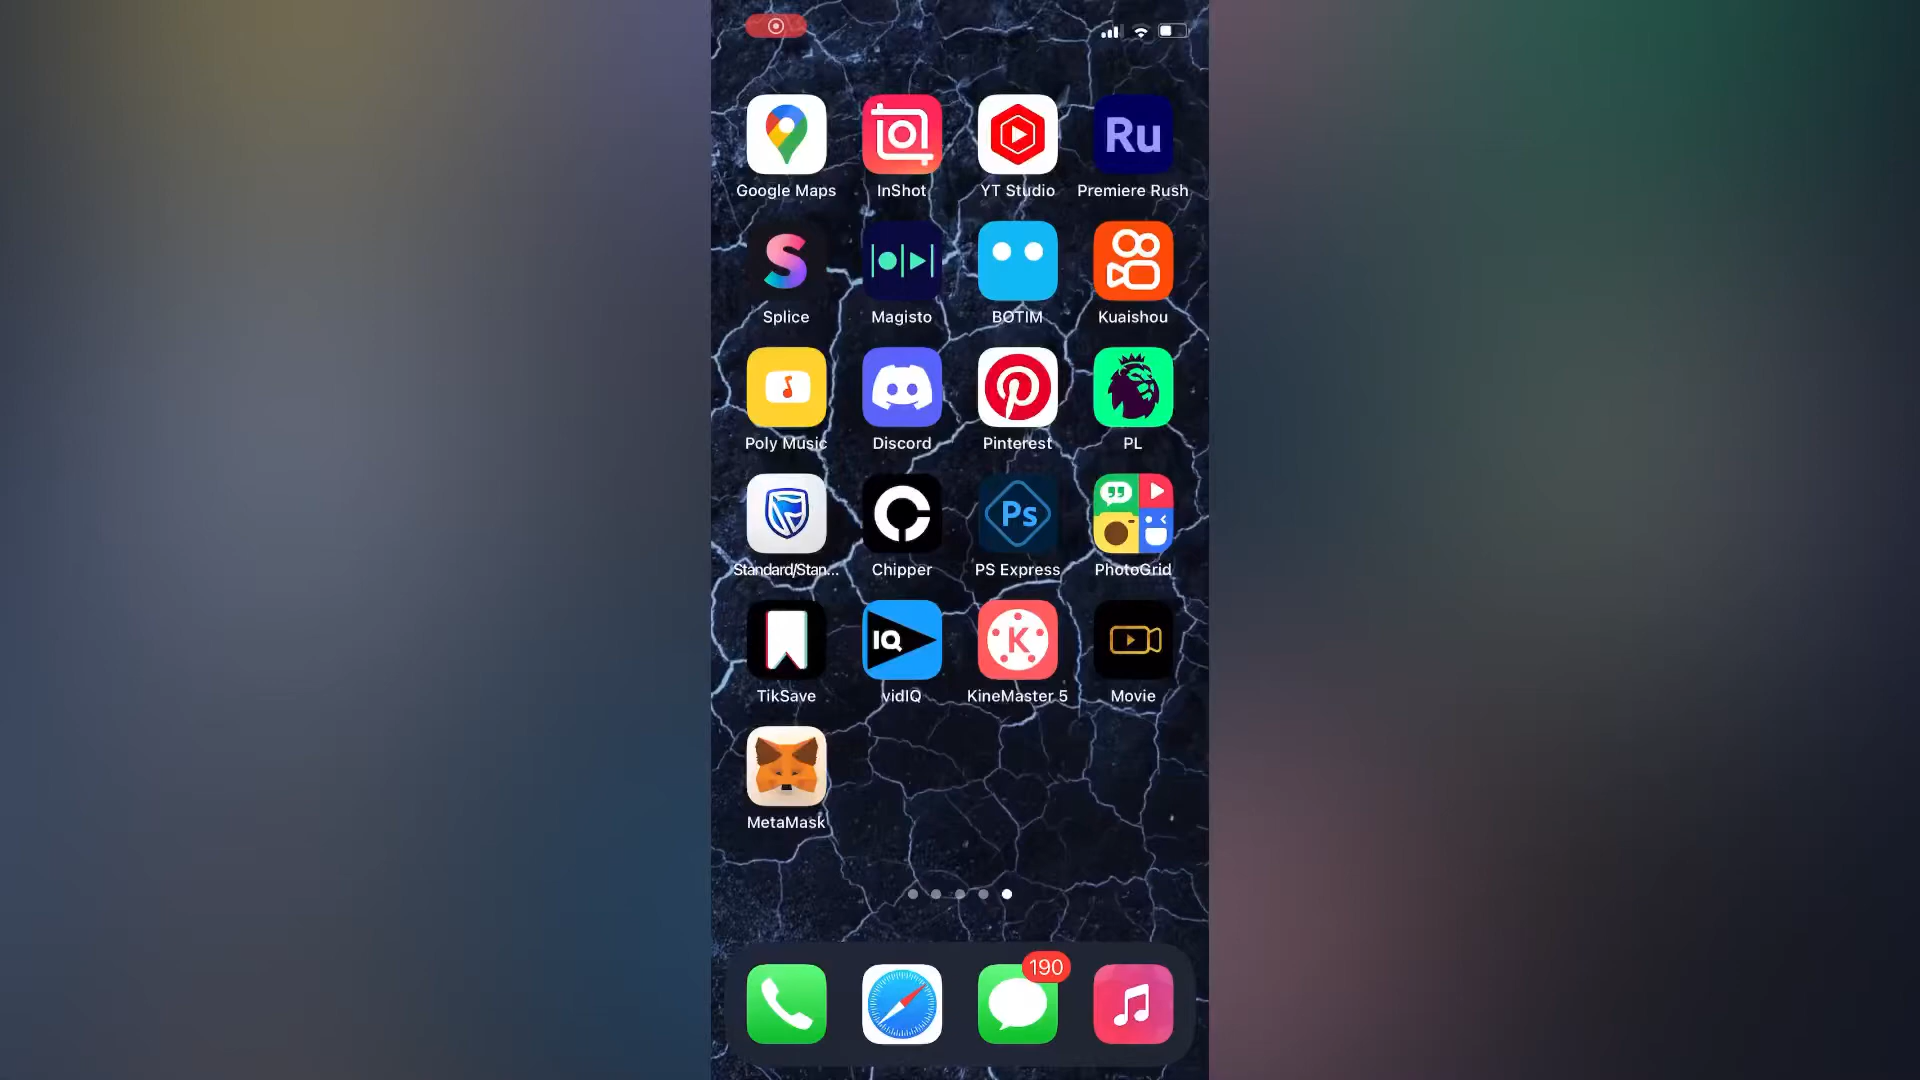 Google Maps
InShot
YT Studio
Ru
Premiere Rush
S
Splice
Magisto
BOTIM
Kuaishou
Poly Music
Discord
Pinterest
PL
Standard/Stan...
Chipper
Ps
PS Express
PhotoGrid
TikSave
IQ
vidIQ
K
KineMaster 5
Movie
MetaMask
190